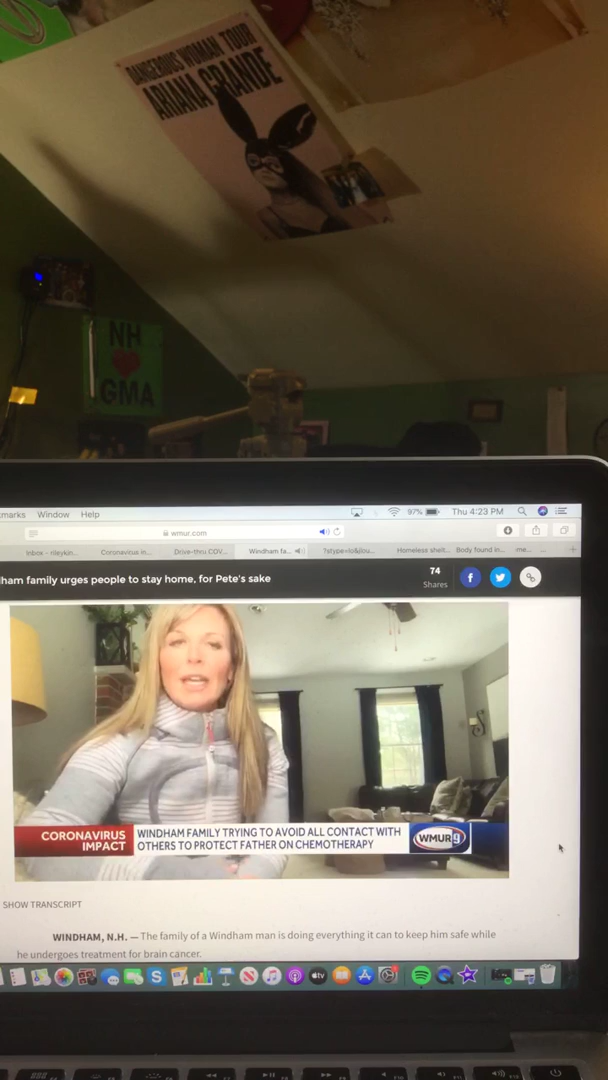 DANGEROUS WOMAN TOUR
ARIANA GRANDE
NH
GMA
Window Help
97%
Thu 4:23 PM
wmur.com
Coronavirus in...
Drive-thru COV...
Windham fa...
Homeless shelt...
Body found in...
ham family urges people to stay home, for Pete's sake
74
Shares
CORONAVIRUS
IMPACT
WINDHAM FAMILY TRYING TO AVOID ALL CONTACT WITH
OTHERS TO PROTECT FATHER ON CHEMOTHERAPY
WMUR 9
SHOW TRANSCRIPT
WINDHAM, N.H. — The family of a Windham man is doing everything it can to keep him safe while
he undergoes treatment for brain cancer.